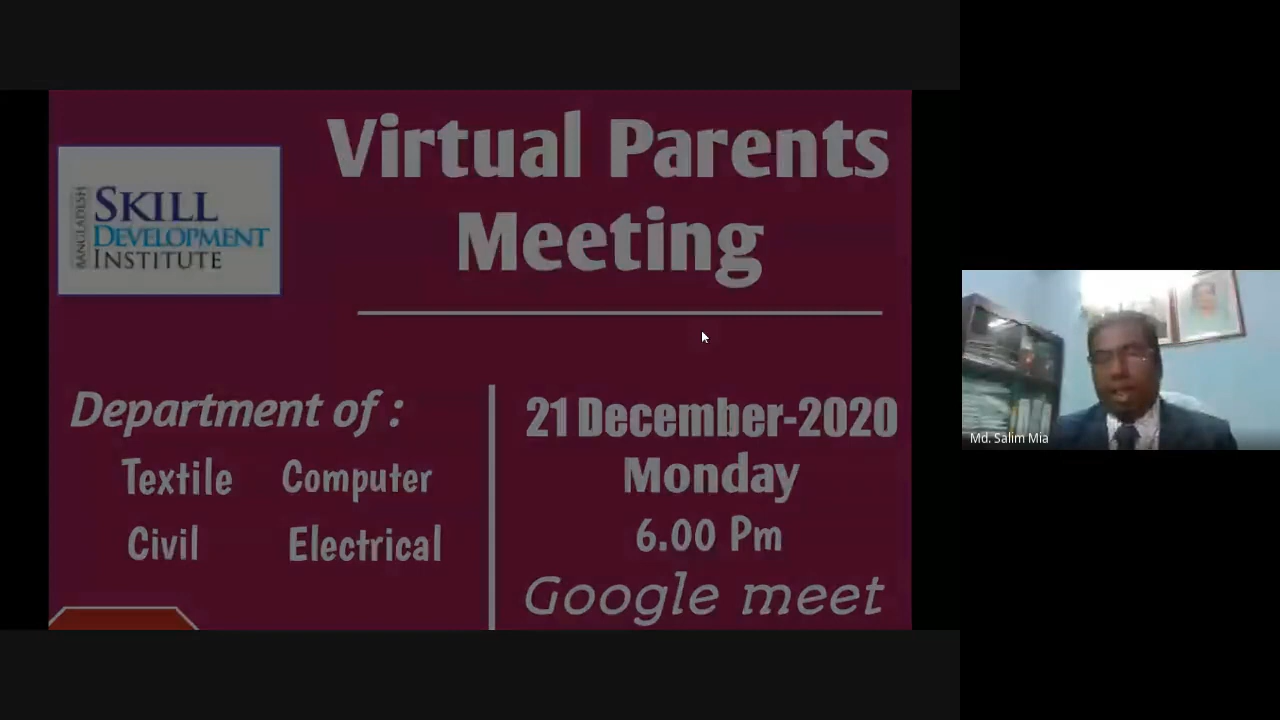 Virtual Parents
Meeting
BANGLADESH
SKILL
DEVELOPMENT
INSTITUTE
Department of :
Textile Computer
Civil Electrical
21 December-2020
Monday
6.00 Pm
Google meet
Md. Salim Mia